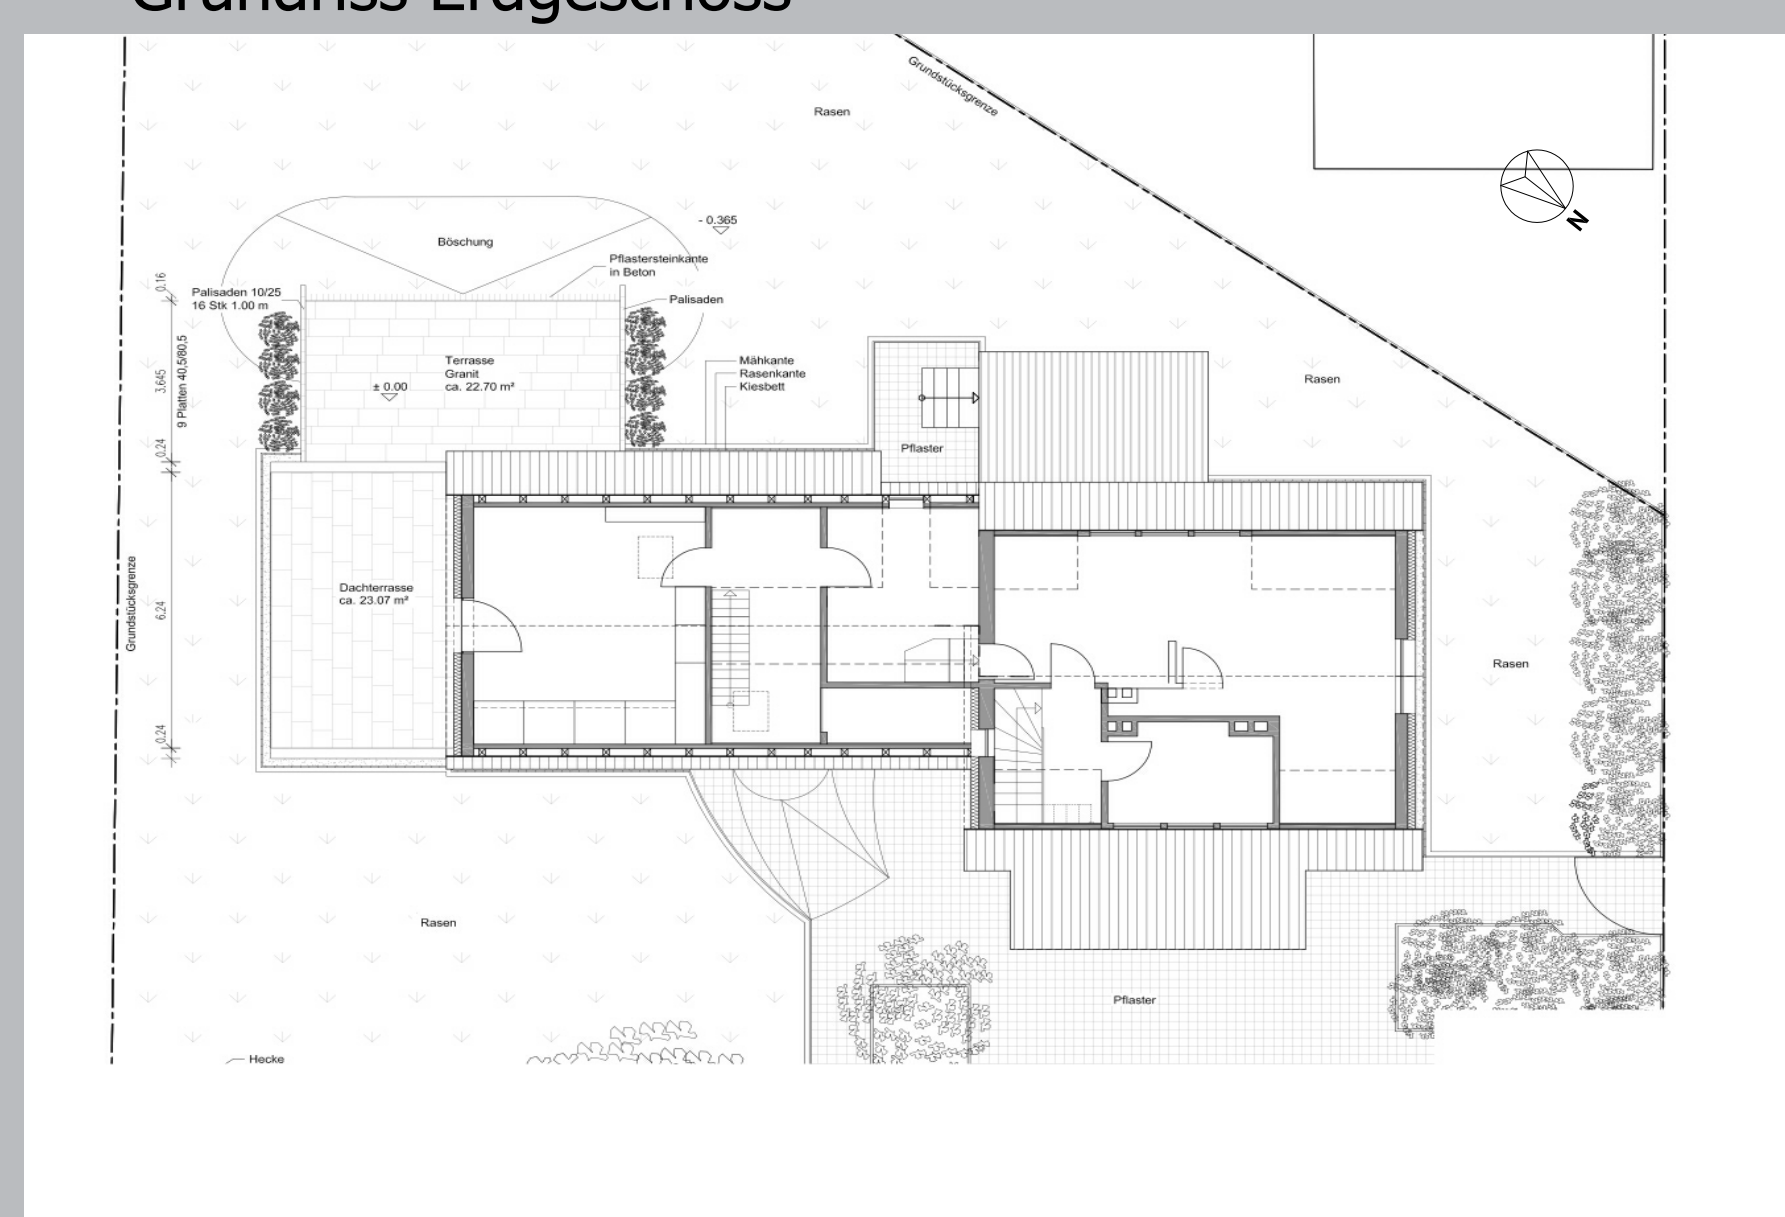 Grundriss Erdgeschoss
Grundstücksgrenze
Rasen
N
- 0.365
Böschung
Pflastersteinkante
in Beton
Palisaden 10/25
16 Stk 1.00 m
Palisaden
0.16
3.645
9 Platten 40,5/80,5
0.24
Terrasse
Granit
ca. 22.70 m²
± 0.00
Mähkante
Rasenkante
Kiesbett
Rasen
Pflaster
Grundstücksgrenze
6.24
Dachterrasse
ca. 23.07 m²
Rasen
0.24
Rasen
Pflaster
Hecke